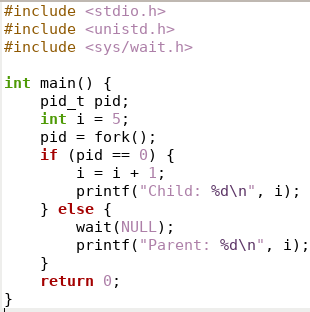 #include <stdio.h>
#include <unistd.h>
#include <sys/wait.h>

int main() {
    pid_t pid;
    int i = 5;
    pid = fork();
    if (pid == 0) {
        i = i + 1;
        printf("Child: %d\n", i);
    } else {
        wait(NULL);
        printf("Parent: %d\n", i);
    }
    return 0;
}